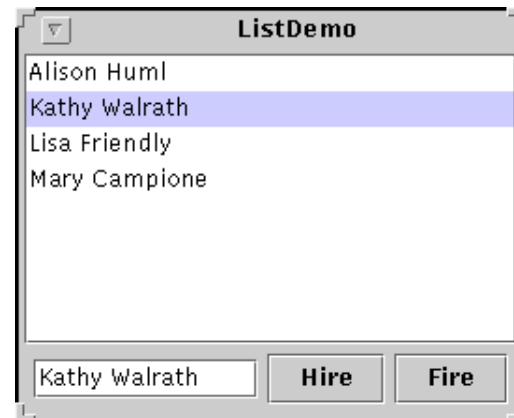 ListDemo
Alison Huml
Kathy Walrath
Lisa Friendly
Mary Campione
Kathy Walrath Hire Fire